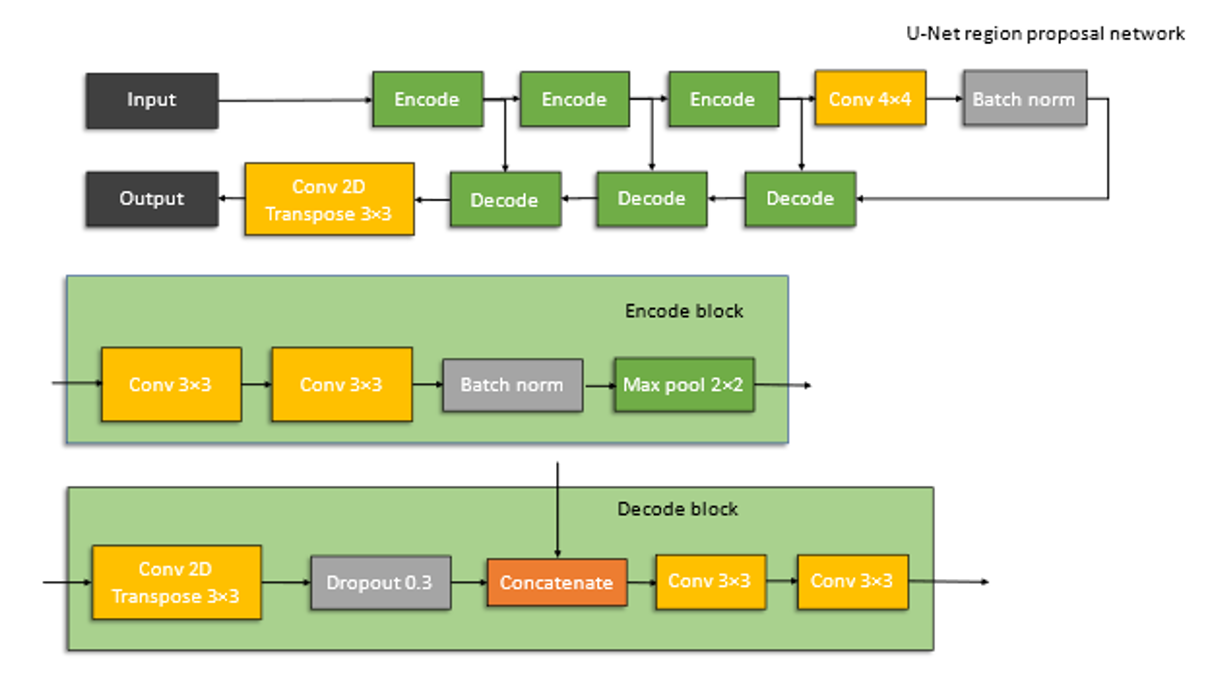 U-Net region proposal network
Input
Encode
Encode
Encode
Conv 4×4
Batch norm
Output
Conv 2D
Transpose 3×3
Decode
Decode
Decode
Encode block
Conv 3×3
Conv 3×3
Batch norm
Max pool 2×2
Decode block
Conv 2D
Transpose 3×3
Dropout 0.3
Concatenate
Conv 3×3
Conv 3×3